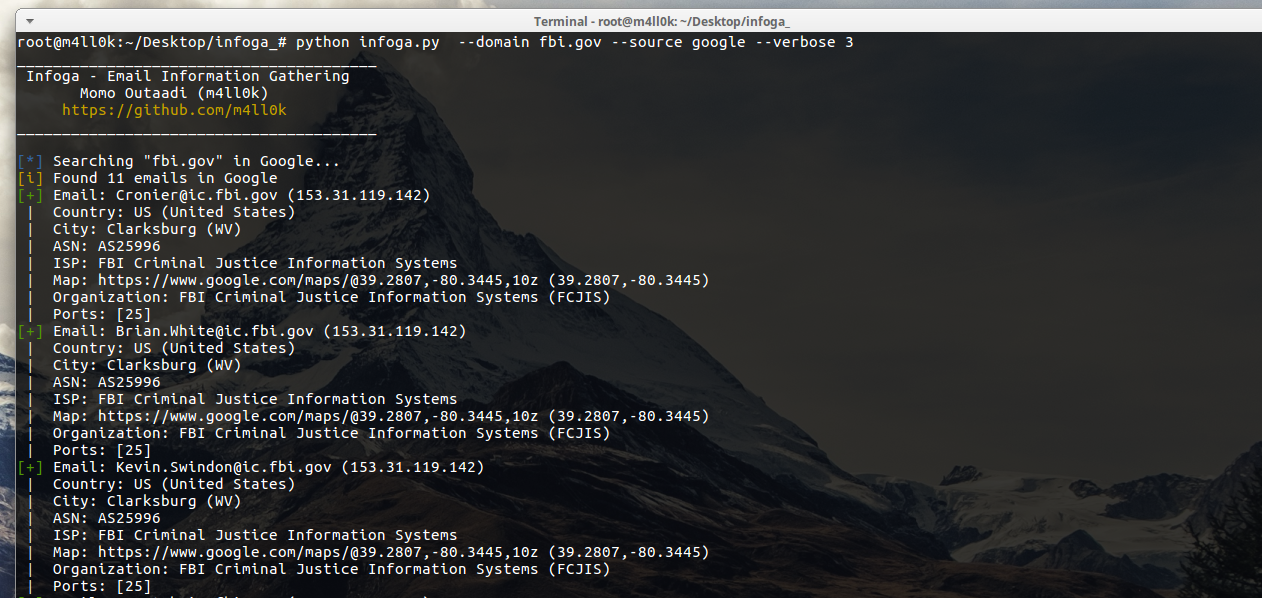 Terminal - root@m4ll0k: ~/Desktop/infoga_
root@m4ll0k:~/Desktop/infoga_# python infoga.py  --domain fbi.gov --source google --verbose 3
________________________________________
Infoga - Email Information Gathering
Momo Outaadi (m4ll0k)
https://github.com/m4ll0k
________________________________________
[*] Searching "fbi.gov" in Google...
[i] Found 11 emails in Google
[+] Email: Cronier@ic.fbi.gov (153.31.119.142)
 |  Country: US (United States)
 |  City: Clarksburg (WV)
 |  ASN: AS25996
 |  ISP: FBI Criminal Justice Information Systems
 |  Map: https://www.google.com/maps/@39.2807,-80.3445,10z (39.2807,-80.3445)
 |  Organization: FBI Criminal Justice Information Systems (FCJIS)
 |  Ports: [25]
[+] Email: Brian.White@ic.fbi.gov (153.31.119.142)
 |  Country: US (United States)
 |  City: Clarksburg (WV)
 |  ASN: AS25996
 |  ISP: FBI Criminal Justice Information Systems
 |  Map: https://www.google.com/maps/@39.2807,-80.3445,10z (39.2807,-80.3445)
 |  Organization: FBI Criminal Justice Information Systems (FCJIS)
 |  Ports: [25]
[+] Email: Kevin.Swindon@ic.fbi.gov (153.31.119.142)
 |  Country: US (United States)
 |  City: Clarksburg (WV)
 |  ASN: AS25996
 |  ISP: FBI Criminal Justice Information Systems
 |  Map: https://www.google.com/maps/@39.2807,-80.3445,10z (39.2807,-80.3445)
 |  Organization: FBI Criminal Justice Information Systems (FCJIS)
 |  Ports: [25]